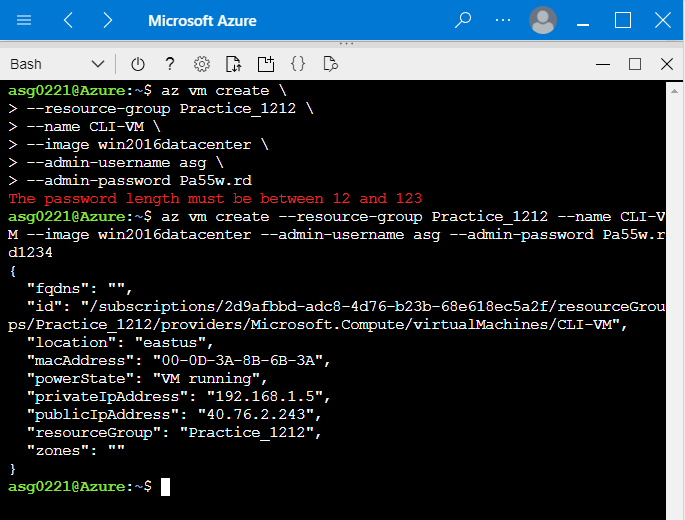 Microsoft Azure
Bash
asg0221@Azure:~$ az vm create \
> --resource-group Practice_1212 \
> --name CLI-VM \
> --image win2016datacenter \
> --admin-username asg \
> --admin-password Pa55w.rd
The password length must be between 12 and 123
asg0221@Azure:~$ az vm create --resource-group Practice_1212 --name CLI-V
M --image win2016datacenter --admin-username asg --admin-password Pa55w.r
d1234
{
  "fqdns": "",
  "id": "/subscriptions/2d9afbbd-adc8-4d76-b23b-68e618ec5a2f/resourceGrou
ps/Practice_1212/providers/Microsoft.Compute/virtualMachines/CLI-VM",
  "location": "eastus",
  "macAddress": "00-0D-3A-8B-6B-3A",
  "powerState": "VM running",
  "privateIpAddress": "192.168.1.5",
  "publicIpAddress": "40.76.2.243",
  "resourceGroup": "Practice_1212",
  "zones": ""
}
asg0221@Azure:~$